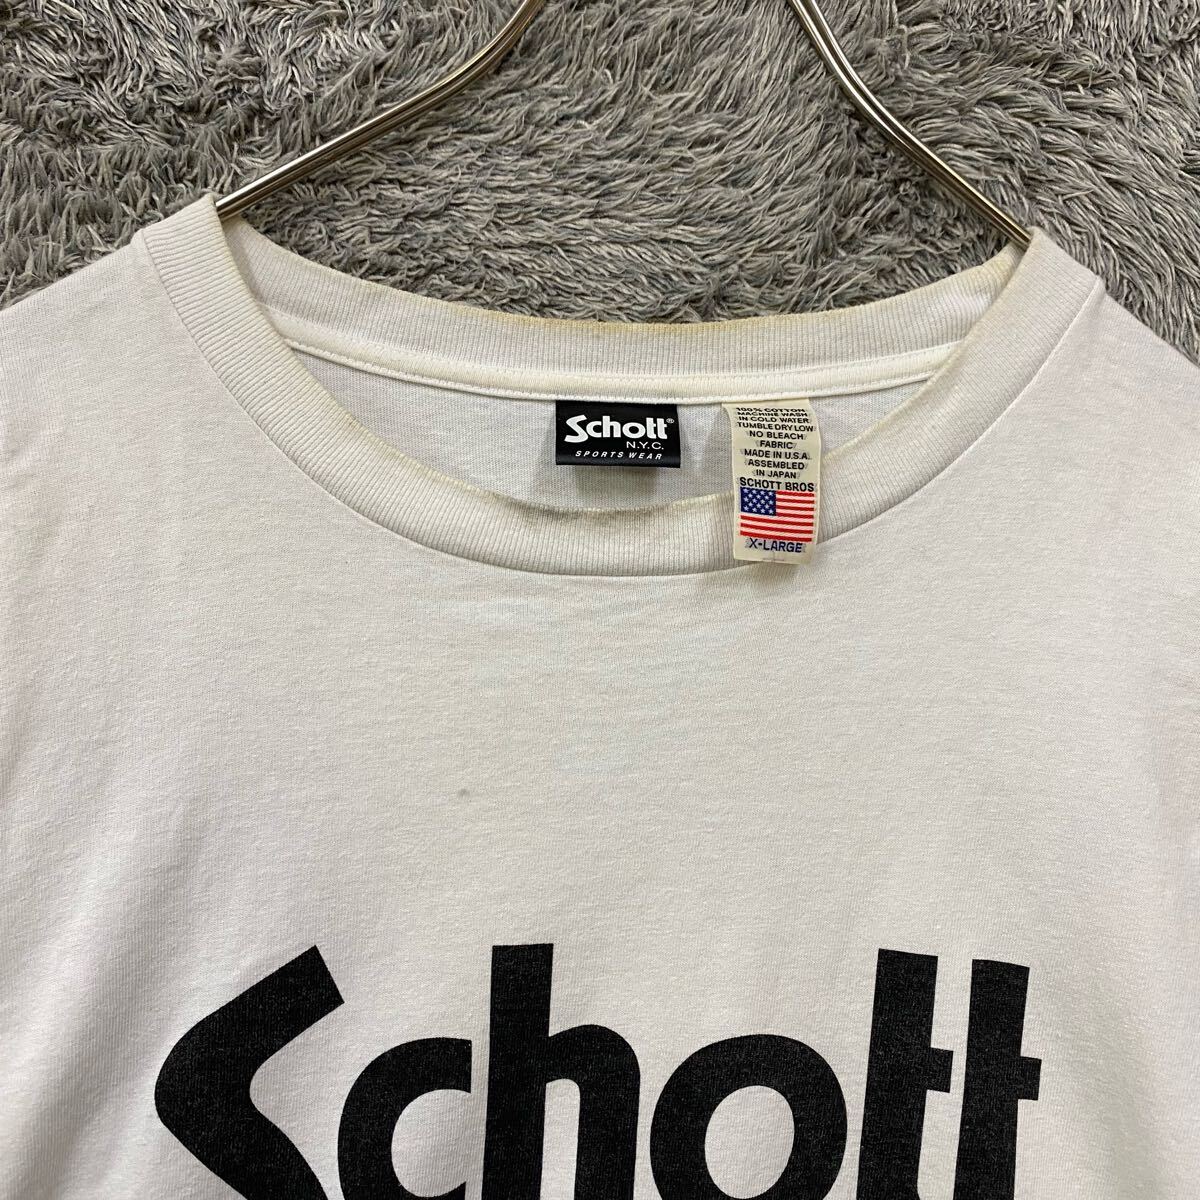 Schott®
N.Y.C.
SPORTS WEAR
100% COTTON
MACHINE WASH
IN COLD WATER
TUMBLE DRY LOW
NO BLEACH
FABRIC
MADE IN U.S.A.
ASSEMBLED
IN JAPAN
SCHOTT BROS
X-LARGE
Schott